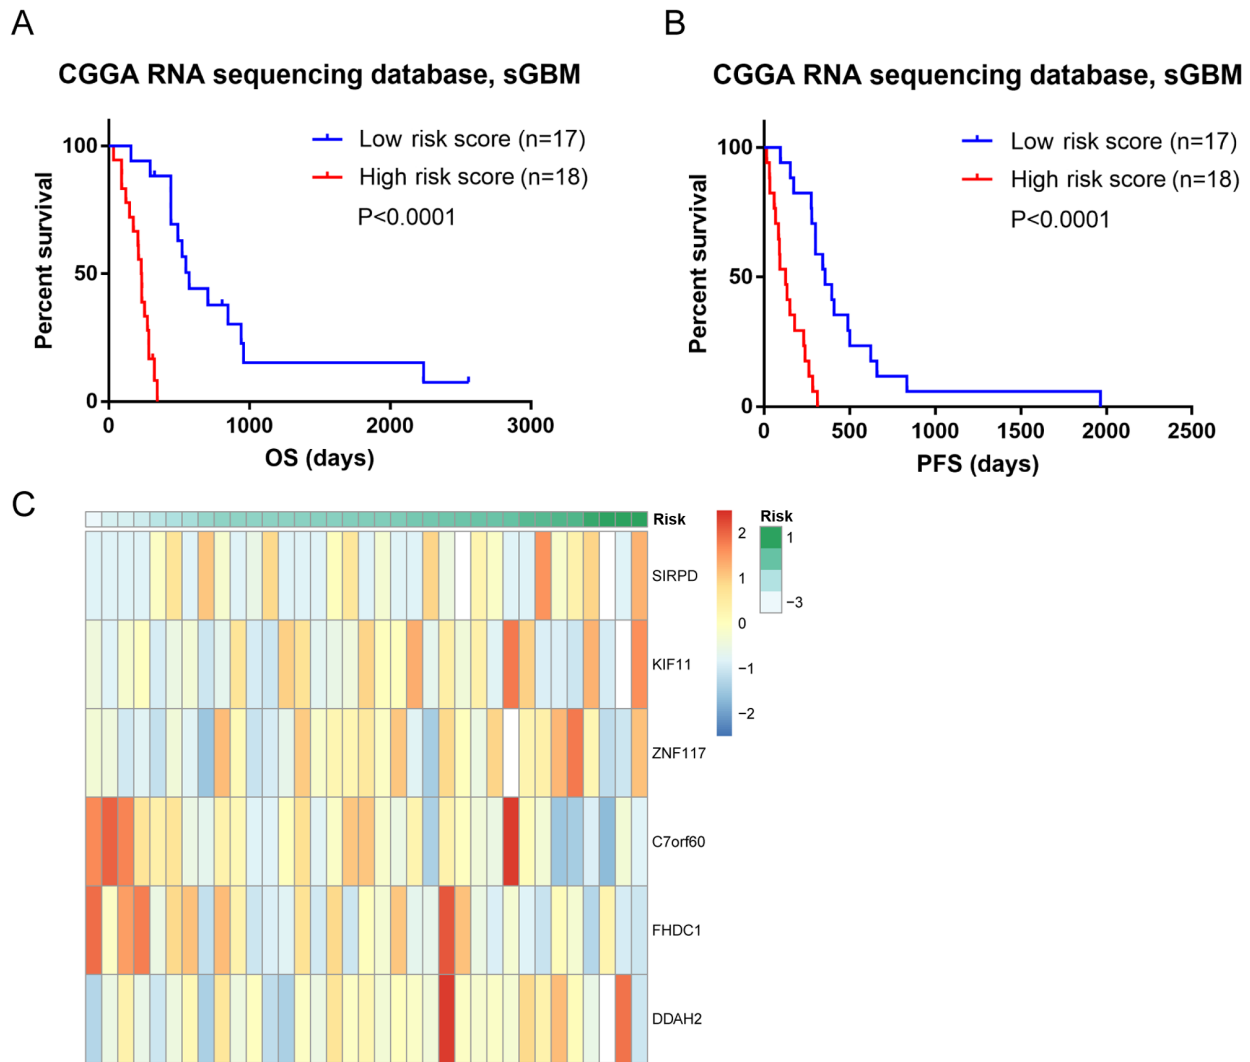 A
CGGA RNA sequencing database, sGBM
Low risk score (n=17)
High risk score (n=18)
P<0.0001
Percent survival
100
50
0
0 1000 2000 3000
OS (days)
B
CGGA RNA sequencing database, sGBM
Low risk score (n=17)
High risk score (n=18)
P<0.0001
Percent survival
100
50
0
0 500 1000 1500 2000 2500
PFS (days)
C
Risk
SIRPD
KIF11
ZNF117
C7orf60
FHDC1
DDAH2
2
1
0
−1
−2
Risk
1
−3